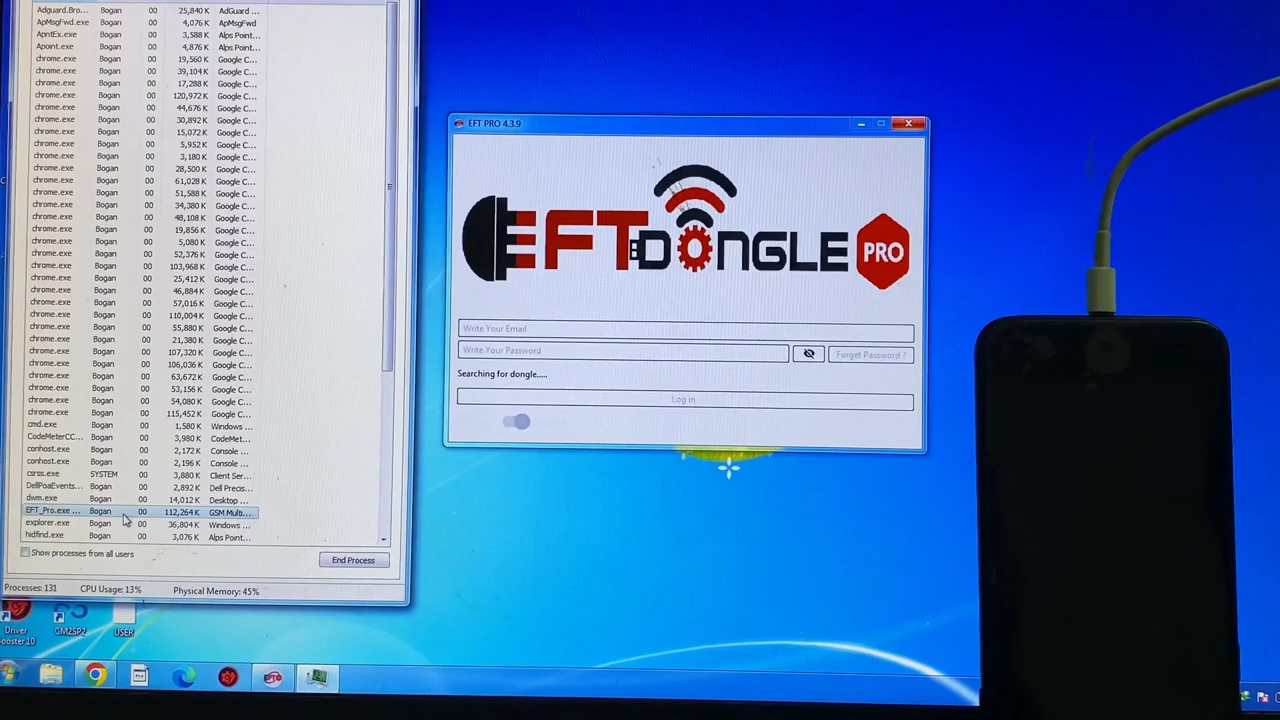 Adguard.Bro... Bogan 00 25,840 K AdGuard ...
ApMsgFwd.exe Bogan 00 4,076 K ApMsgFwd
ApntEx.exe Bogan 00 3,588 K Alps Point...
Apoint.exe Bogan 00 4,876 K Alps Point...
chrome.exe Bogan 00 19,560 K Google C...
chrome.exe Bogan 00 39,104 K Google C...
chrome.exe Bogan 00 17,288 K Google C...
chrome.exe Bogan 00 120,972 K Google C...
chrome.exe Bogan 00 44,676 K Google C...
chrome.exe Bogan 00 30,892 K Google C...
chrome.exe Bogan 00 15,072 K Google C...
chrome.exe Bogan 00 5,952 K Google C...
chrome.exe Bogan 00 3,180 K Google C...
chrome.exe Bogan 00 28,500 K Google C...
chrome.exe Bogan 00 61,028 K Google C...
chrome.exe Bogan 00 51,588 K Google C...
chrome.exe Bogan 00 34,380 K Google C...
chrome.exe Bogan 00 48,108 K Google C...
chrome.exe Bogan 00 19,856 K Google C...
chrome.exe Bogan 00 5,080 K Google C...
chrome.exe Bogan 00 52,376 K Google C...
chrome.exe Bogan 00 103,968 K Google C...
chrome.exe Bogan 00 25,412 K Google C...
chrome.exe Bogan 00 46,884 K Google C...
chrome.exe Bogan 00 57,016 K Google C...
chrome.exe Bogan 00 110,004 K Google C...
chrome.exe Bogan 00 55,880 K Google C...
chrome.exe Bogan 00 21,380 K Google C...
chrome.exe Bogan 00 107,320 K Google C...
chrome.exe Bogan 00 106,036 K Google C...
chrome.exe Bogan 00 63,672 K Google C...
chrome.exe Bogan 00 53,156 K Google C...
chrome.exe Bogan 00 54,080 K Google C...
chrome.exe Bogan 00 115,452 K Google C...
cmd.exe Bogan 00 1,580 K Windows ...
CodeMeterCC... Bogan 00 3,980 K CodeMet...
conhost.exe Bogan 00 2,172 K Console ...
conhost.exe Bogan 00 2,196 K Console ...
csrss.exe SYSTEM 00 3,880 K Client Ser...
DellPoaEvents... Bogan 00 2,892 K Dell Precis...
dwm.exe Bogan 00 14,012 K Desktop ...
EFT_Pro.exe ... Bogan 00 112,264 K GSM Multi...
explorer.exe Bogan 00 36,804 K Windows ...
hidfind.exe Bogan 00 3,076 K Alps Point...
Show processes from all users
End Process
Processes: 131 CPU Usage: 13% Physical Memory: 45%
EFT PRO 4.3.9
EFT DONGLE PRO
Write Your Email
Write Your Password
Forget Password ?
Searching for dongle.....
Log in
Driver
Booster 10
CM2SP2
USER